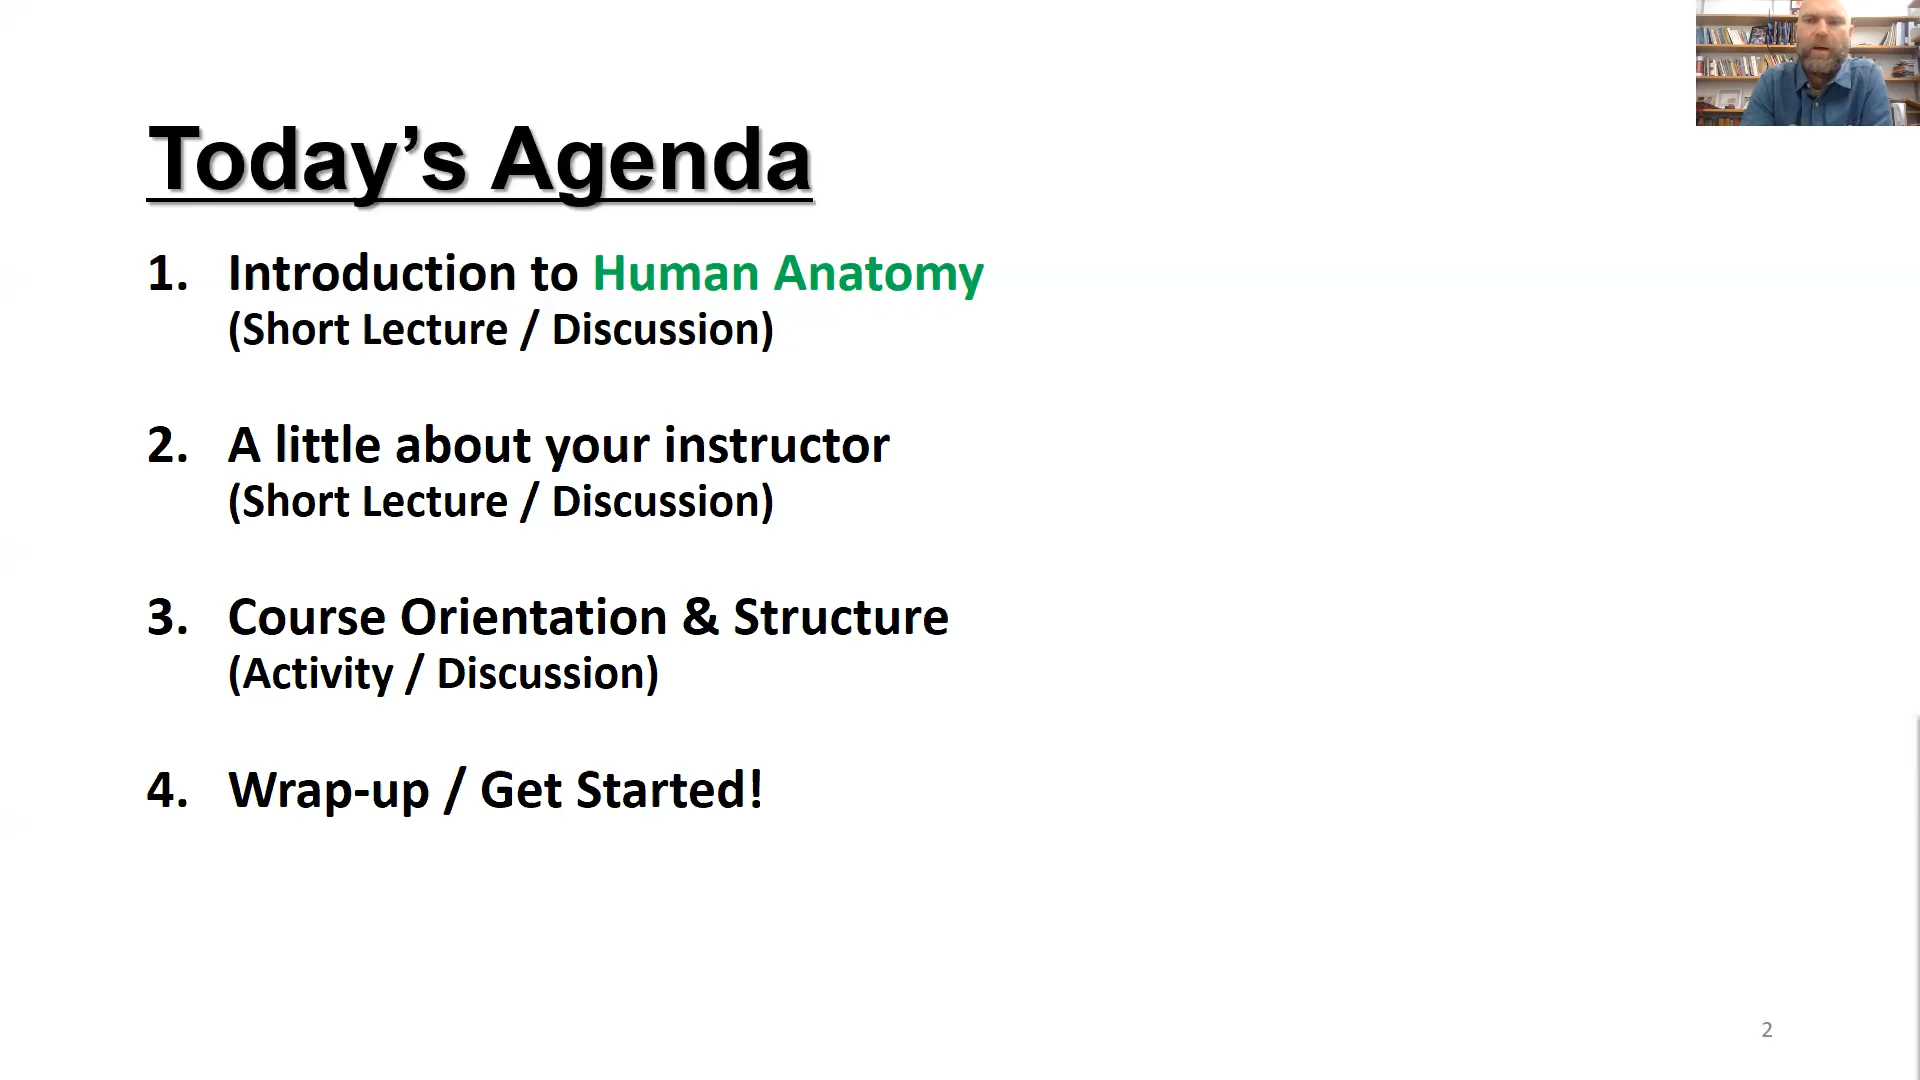 Today’s Agenda
1. Introduction to Human Anatomy
(Short Lecture / Discussion)
2. A little about your instructor
(Short Lecture / Discussion)
3. Course Orientation & Structure
(Activity / Discussion)
4. Wrap-up / Get Started!
2